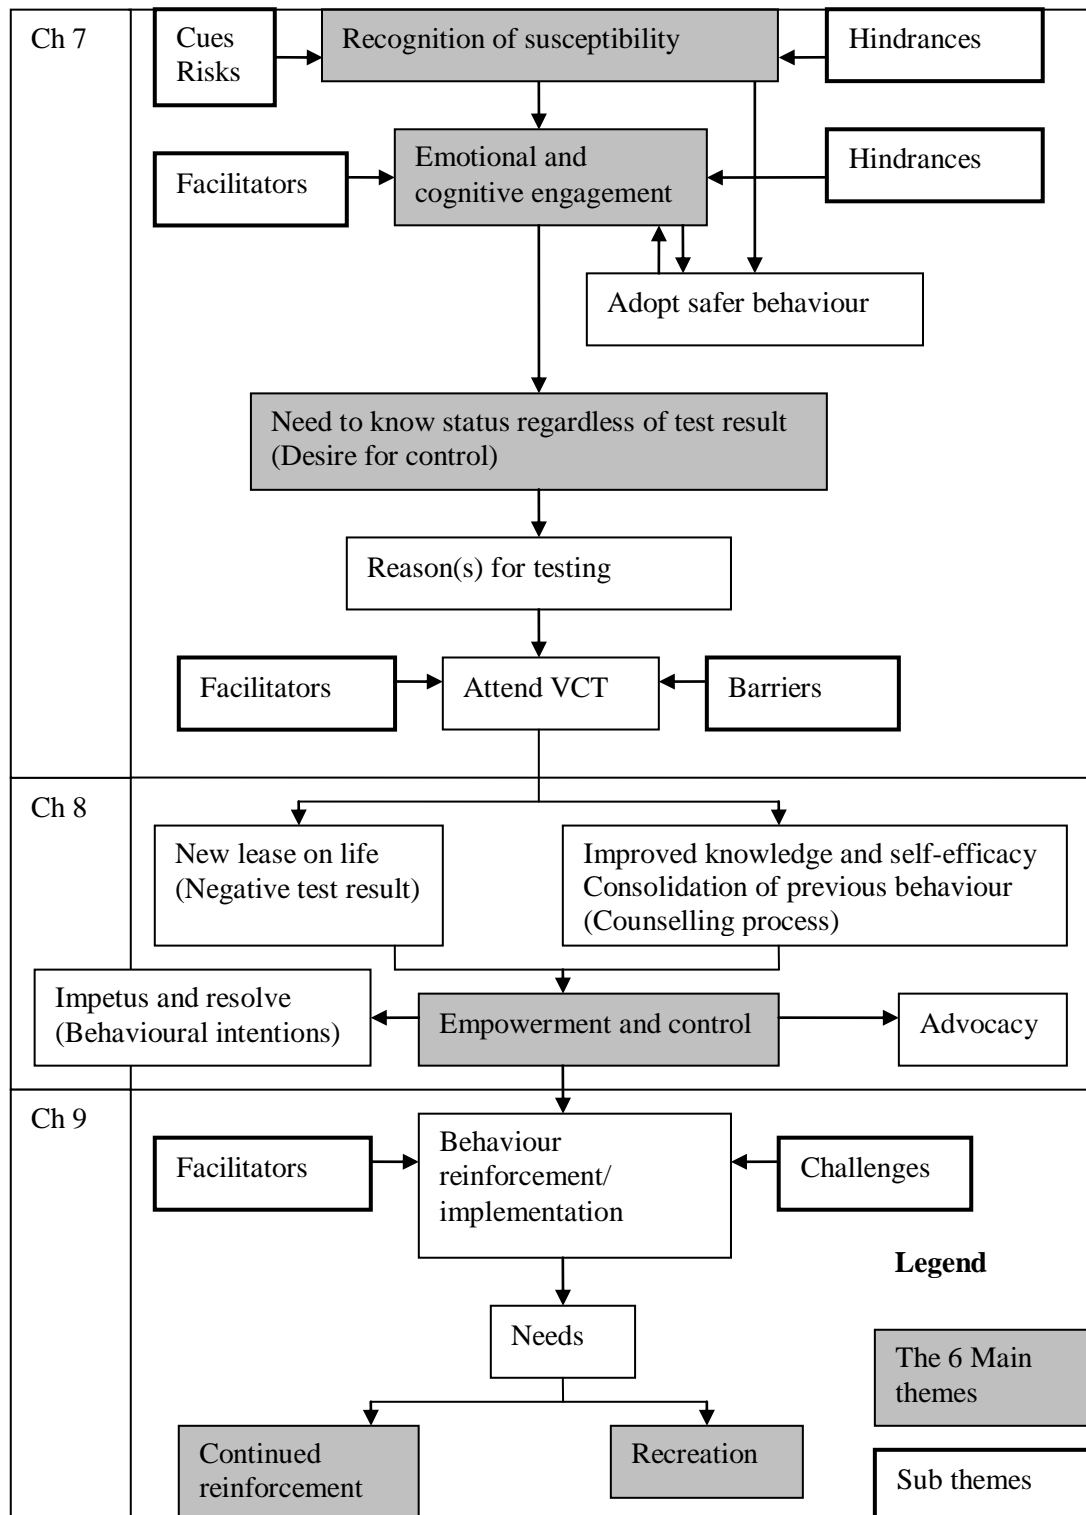 Ch 7
Cues
Risks
Recognition of susceptibility
Hindrances
Facilitators
Emotional and
cognitive engagement
Hindrances
Adopt safer behaviour
Need to know status regardless of test result
(Desire for control)
Reason(s) for testing
Facilitators
Attend VCT
Barriers
Ch 8
New lease on life
(Negative test result)
Improved knowledge and self-efficacy
Consolidation of previous behaviour
(Counselling process)
Impetus and resolve
(Behavioural intentions)
Empowerment and control
Advocacy
Ch 9
Facilitators
Behaviour
reinforcement/
implementation
Challenges
Legend
Needs
The 6 Main
themes
Continued
reinforcement
Recreation
Sub themes